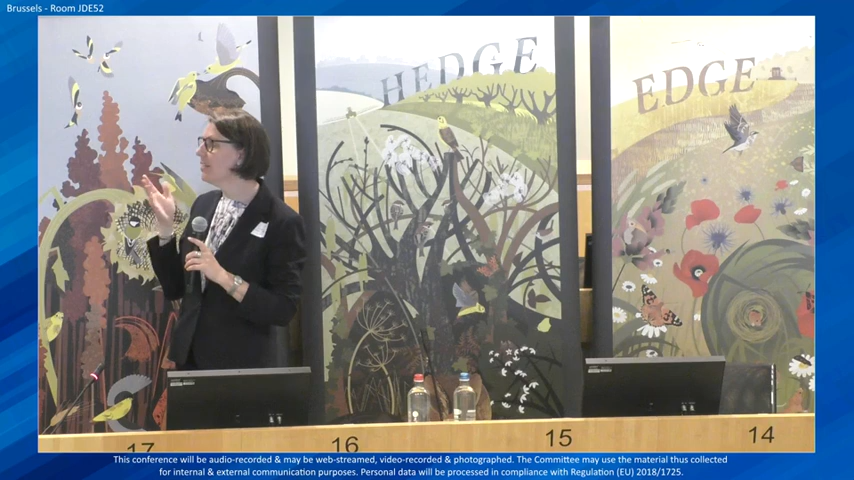 Brussels - Room JDE52
HEDGE
EDGE
17
16
15
14
This conference will be audio-recorded & may be web-streamed, video-recorded & photographed. The Committee may use the material thus collected
for internal & external communication purposes. Personal data will be processed in compliance with Regulation (EU) 2018/1725.